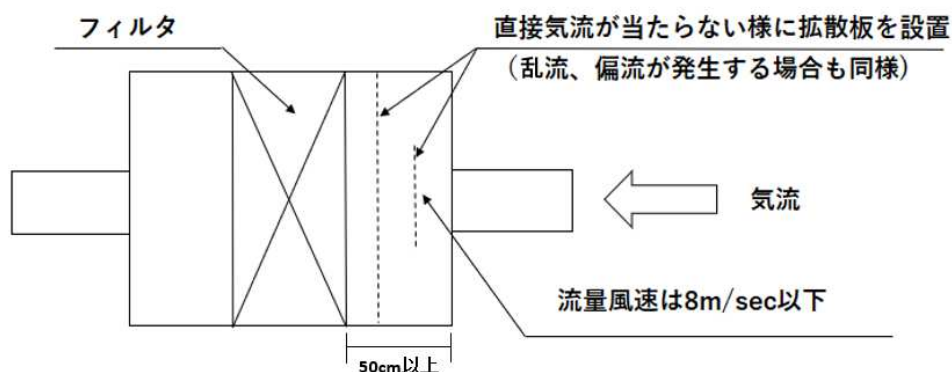 フィルタ
直接気流が当たらない様に拡散板を設置
（乱流、偏流が発生する場合も同様）
気流
流量風速は8m/sec以下
50cm以上